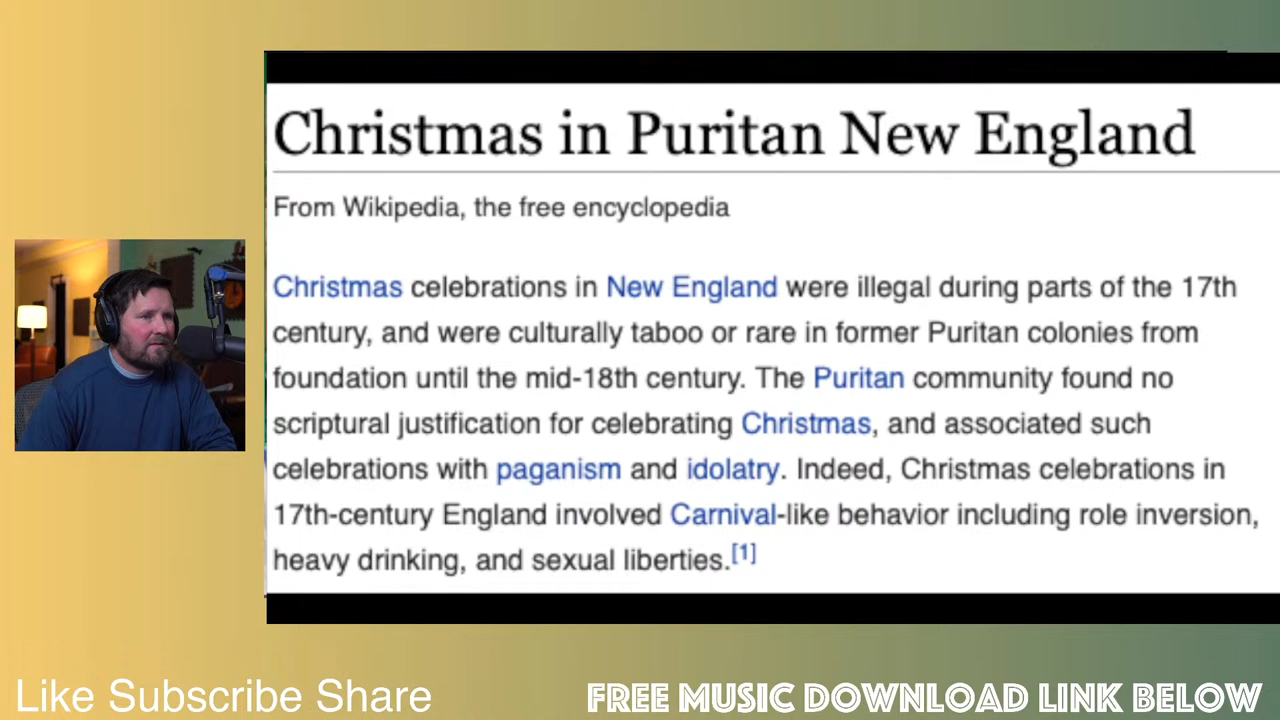 Christmas in Puritan New England
From Wikipedia, the free encyclopedia
Christmas celebrations in New England were illegal during parts of the 17th
century, and were culturally taboo or rare in former Puritan colonies from
foundation until the mid-18th century. The Puritan community found no
scriptural justification for celebrating Christmas, and associated such
celebrations with paganism and idolatry. Indeed, Christmas celebrations in
17th-century England involved Carnival-like behavior including role inversion,
heavy drinking, and sexual liberties.[1]
Like Subscribe Share
FREE MUSIC DOWNLOAD LINK BELOW